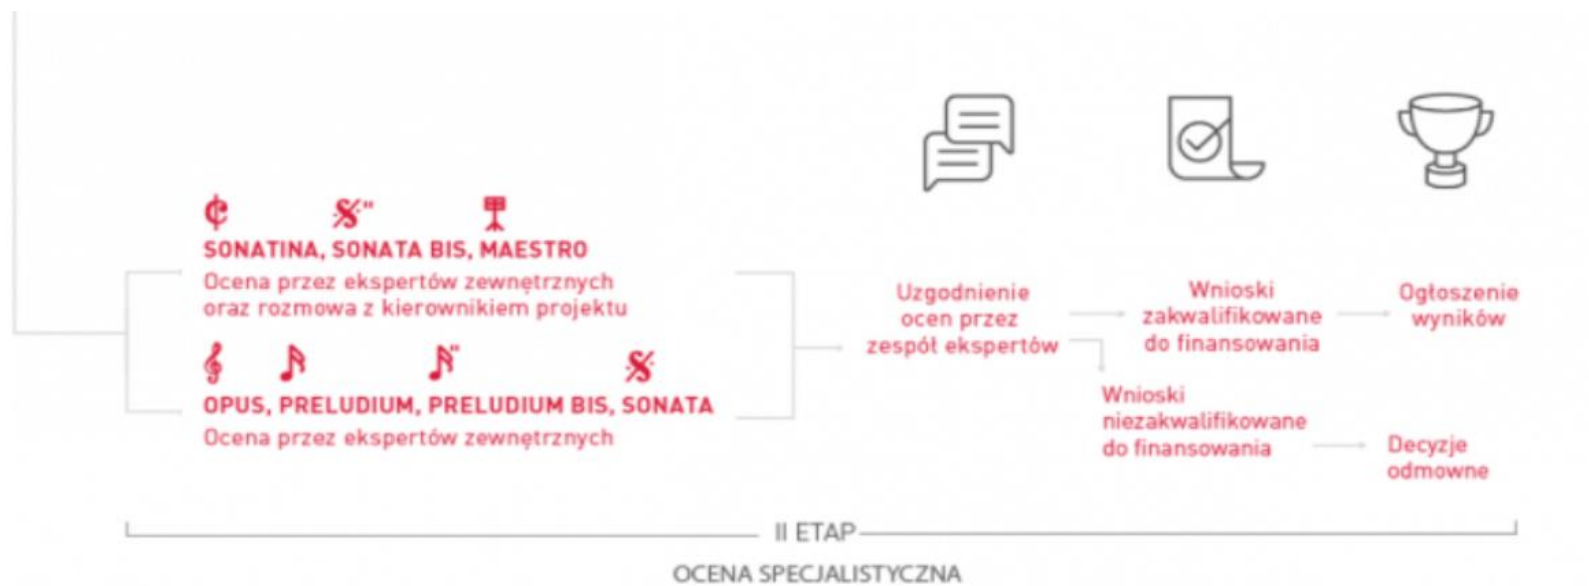 SONATINA, SONATA BIS, MAESTRO
Ocena przez ekspertów zewnętrznych
oraz rozmowa z kierownikiem projektu
OPUS, PRELUDIUM, PRELUDIUM BIS, SONATA
Ocena przez ekspertów zewnętrznych
Uzgodnienie
ocen przez
zespół ekspertów
Wnioski
zakwalifikowane
do finansowania
Ogłoszenie
wyników
Wnioski
niezakwalifikowane
do finansowania
Decyzje
odmowne
II ETAP
OCENA SPECJALISTYCZNA